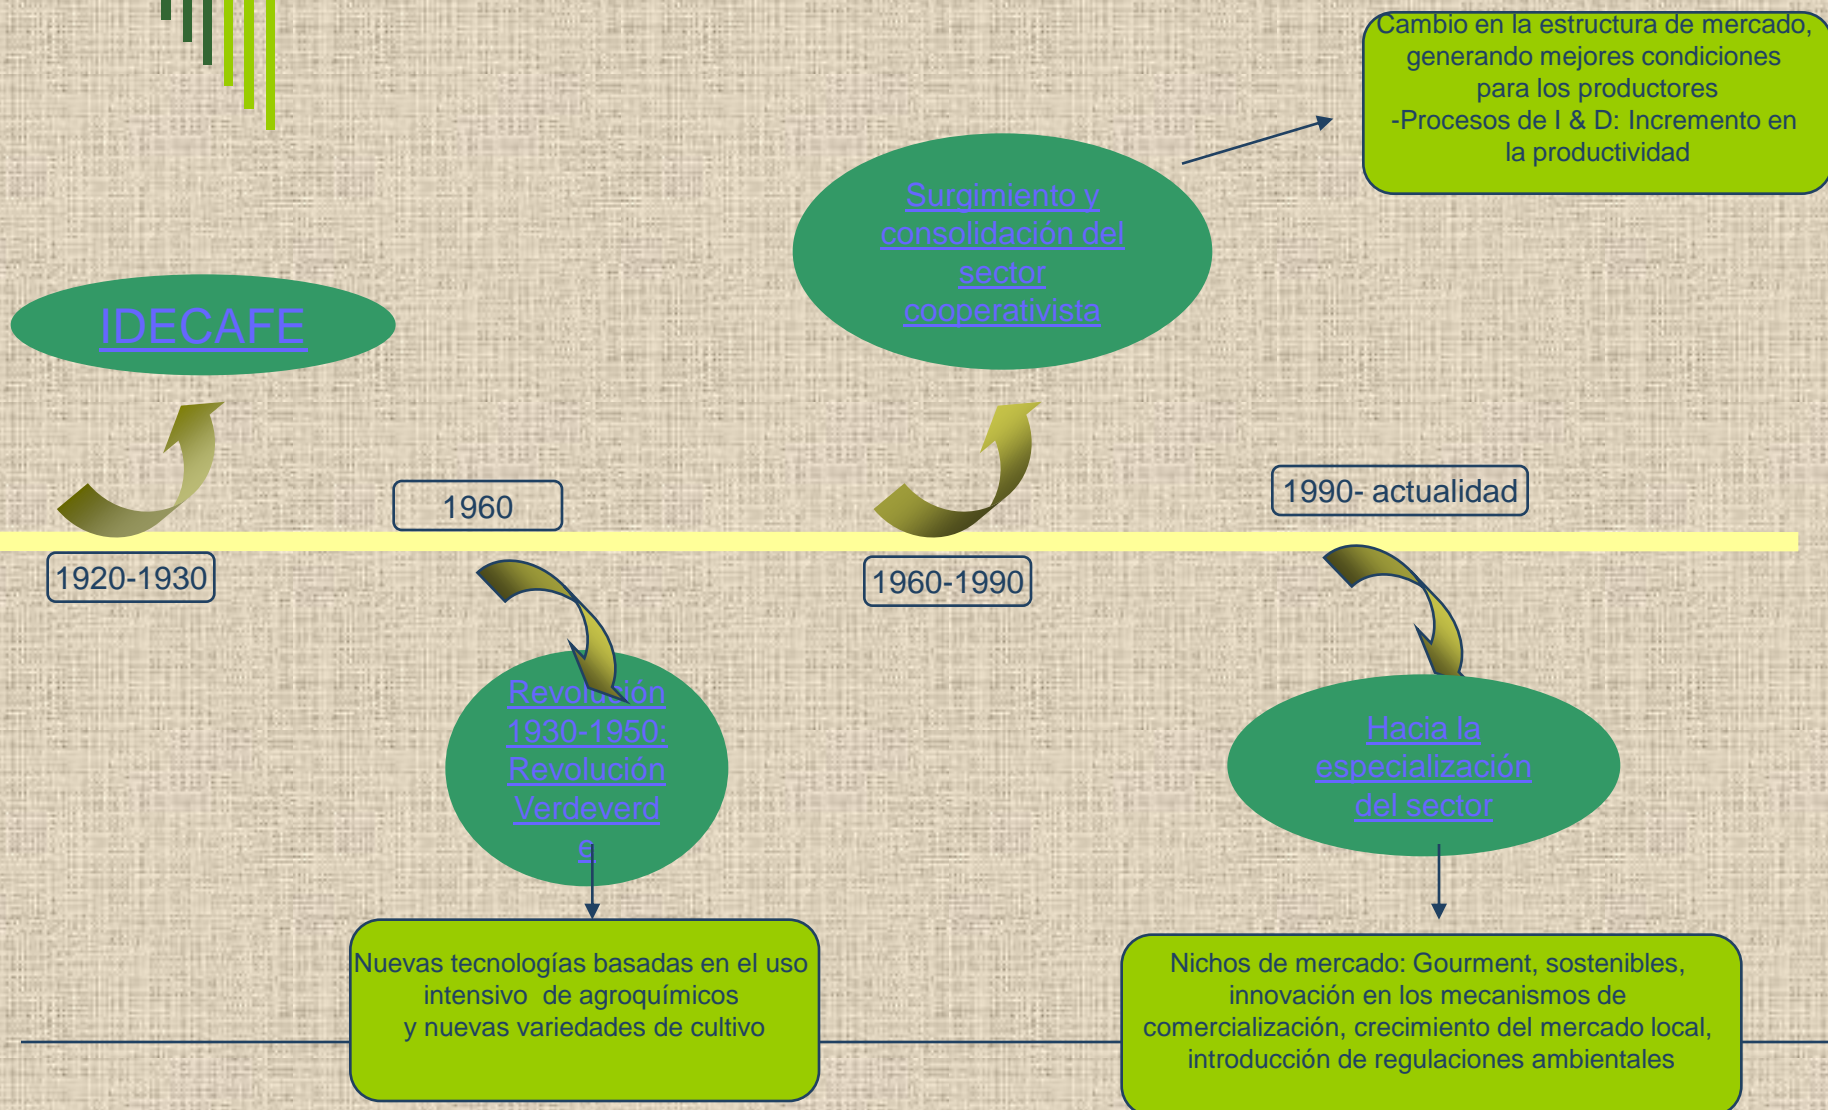 Cambio en la estructura de mercado,
generando mejores condiciones
para los productores
-Procesos de I & D: Incremento en
la productividad
Surgimiento y
consolidación del
sector
cooperativista
IDECAFE
1960
1990- actualidad
1920-1930
1960-1990
Revolución
1930-1950:
Revolución
Verdeverd
e
Hacia la
especialización
del sector
Nuevas tecnologías basadas en el uso
intensivo de agroquímicos
y nuevas variedades de cultivo
Nichos de mercado: Gourment, sostenibles,
innovación en los mecanismos de
comercialización, crecimiento del mercado local,
introducción de regulaciones ambientales